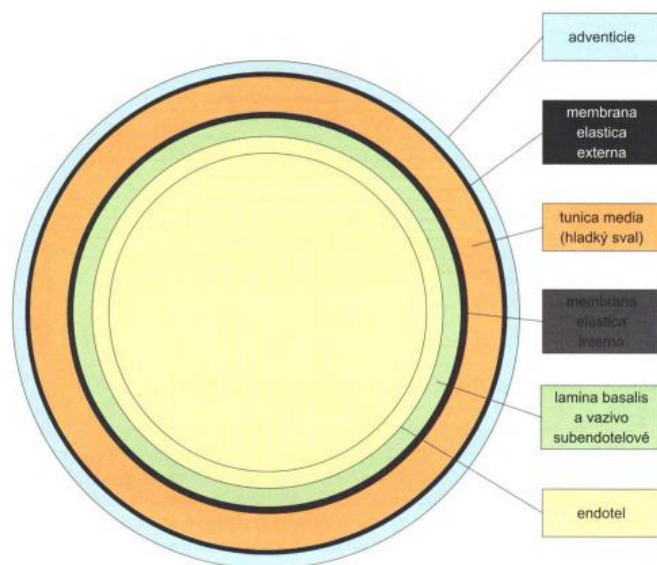 adventicie
membrana
elastica
externa
tunica media
(hladký sval)
membrana
elastica
interna
lamina basalis
a vazivo
subendotelové
endotel